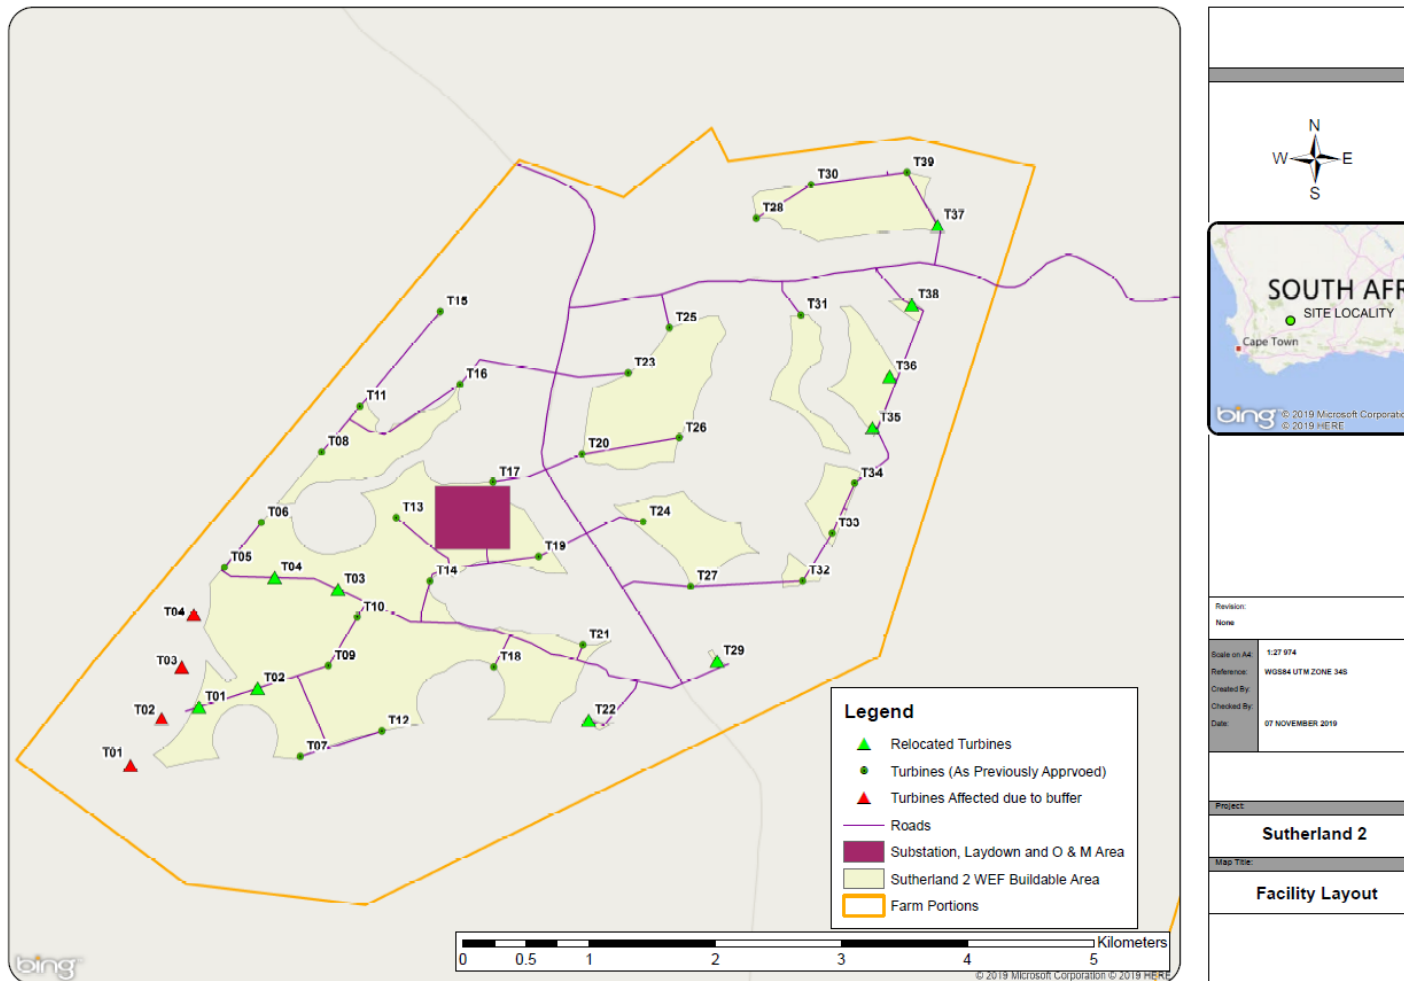 T39
T30
T28
T37
T38
T15
T31
T25
T23
T36
T16
T11
T35
T26
T08
T20
T34
T17
T13
T24
T06
T33
T19
T05
T04
T03
T14
T27
T32
T10
T04
T21
T29
T03
T09
T18
T02
T01
T02
T22
T12
T01
T07
Legend
Relocated Turbines
Turbines (As Previously Apprvoed)
Turbines Affected due to buffer
Roads
Substation, Laydown and O & M Area
Sutherland 2 WEF Buildable Area
Farm Portions
Kilometers
0 0.5 1 2 3 4 5
bing
© 2019 Microsoft Corporation © 2019 HERE
N
W E
S
SOUTH AFR
SITE LOCALITY
Cape Town
bing
© 2019 Microsoft Corporatio
© 2019 HERE
Revision:
None
Scale on A4: 1:27 974
Reference: WGS84 UTM ZONE 34S
Created By:
Checked By:
Date: 07 NOVEMBER 2019
Project:
Sutherland 2
Map Title:
Facility Layout